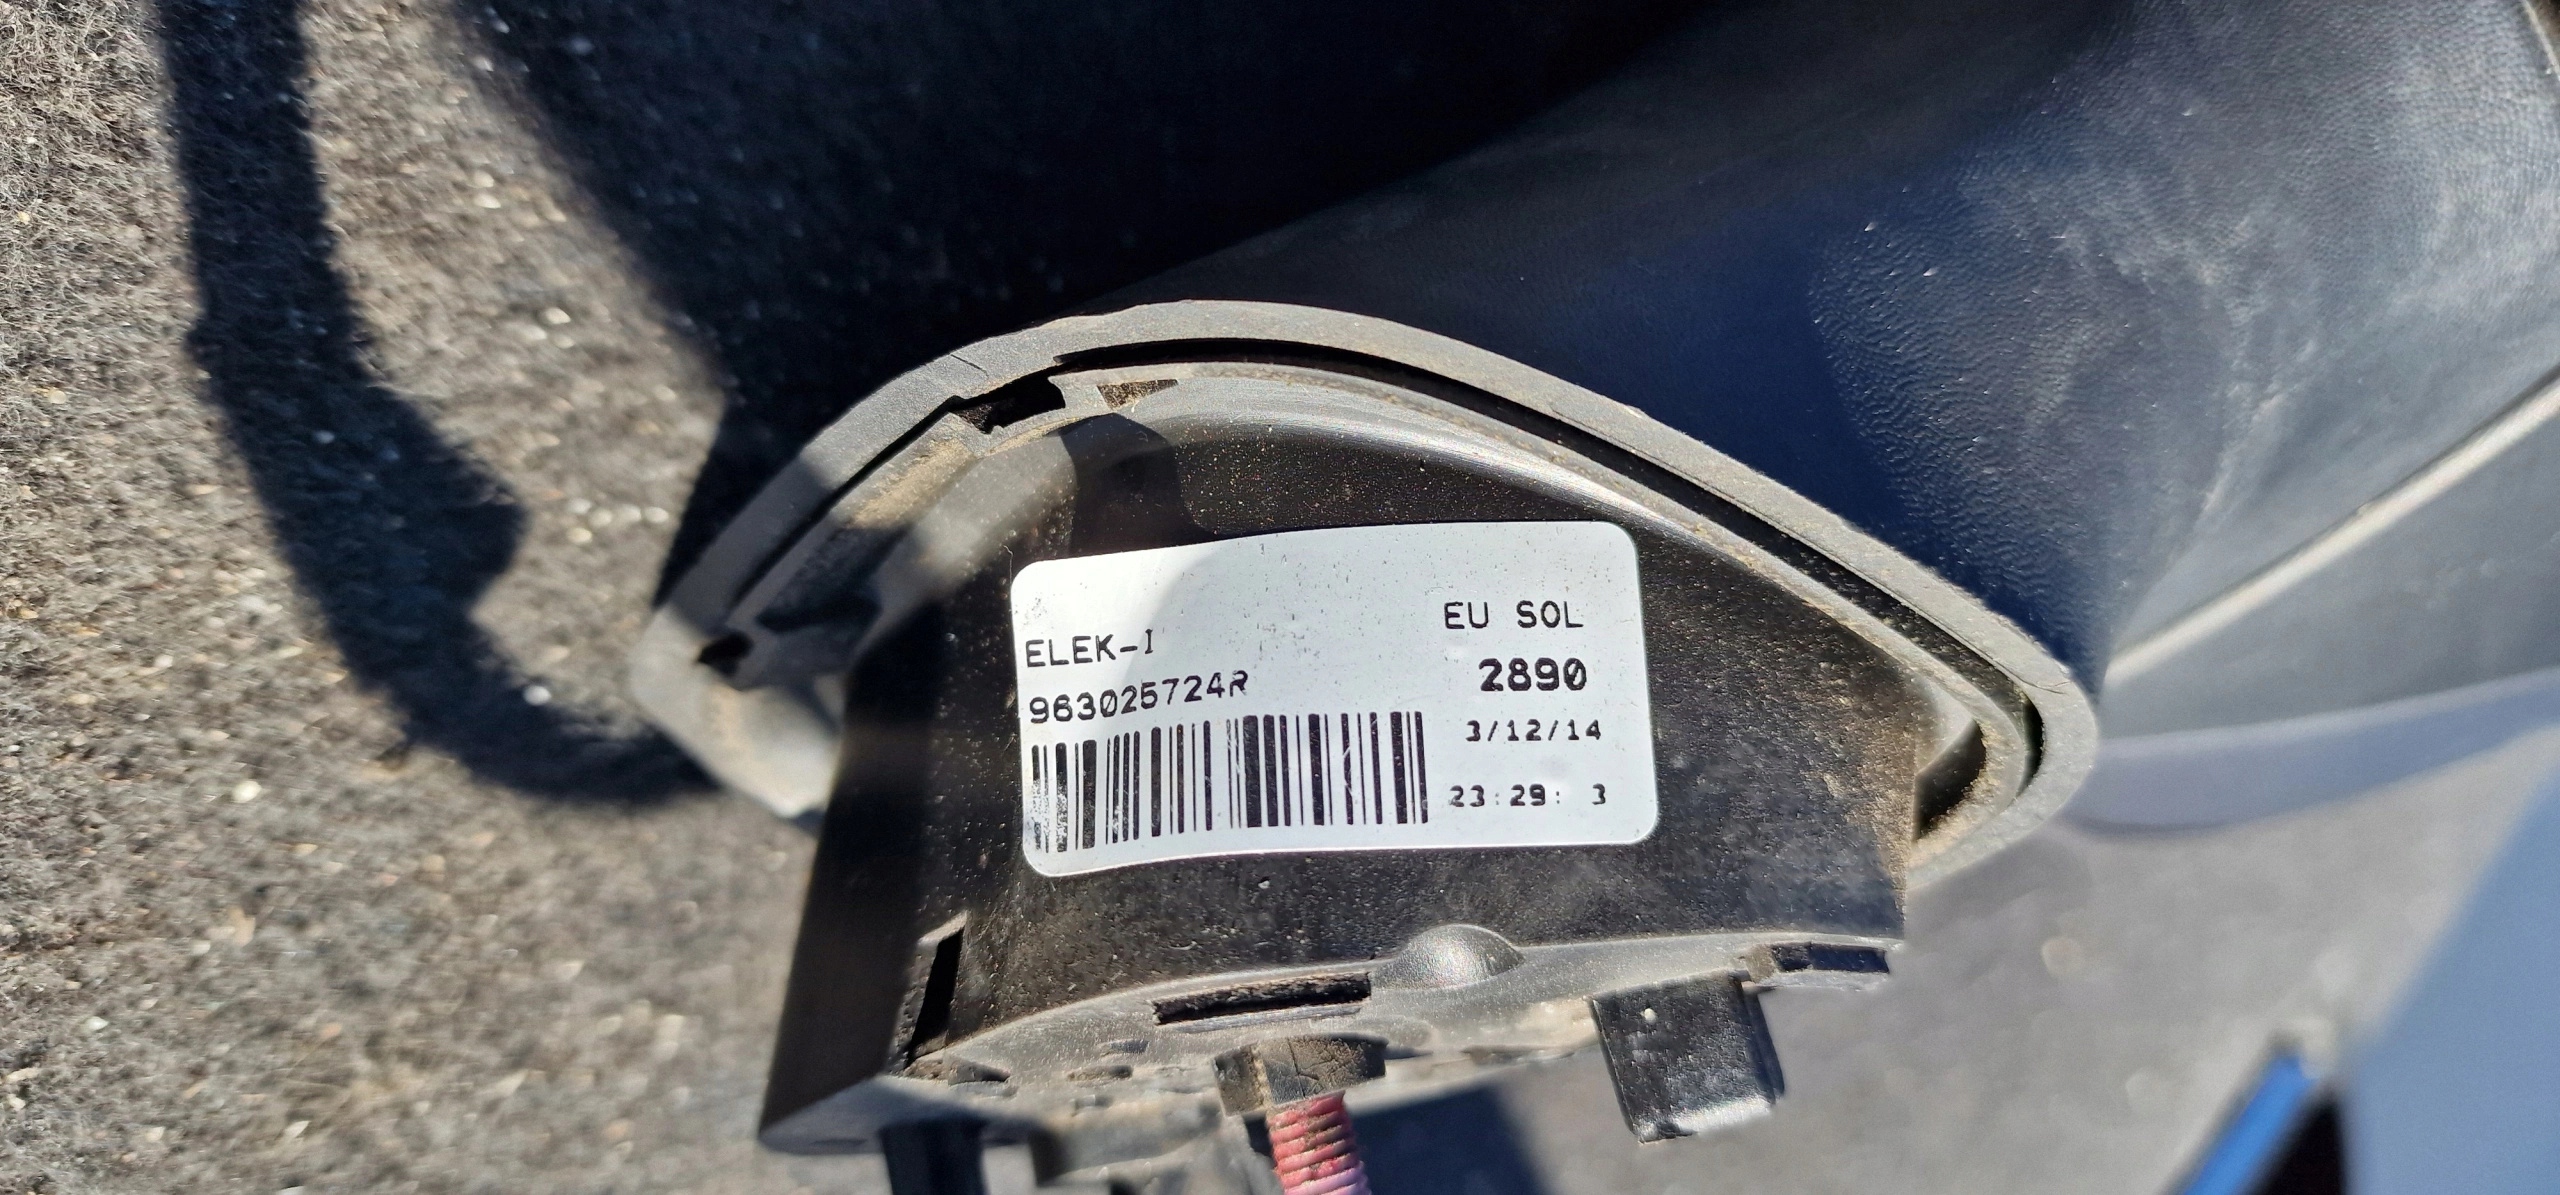 EU SOL
ELEK-I
2890
963025724R
3/12/14
23:29: 3